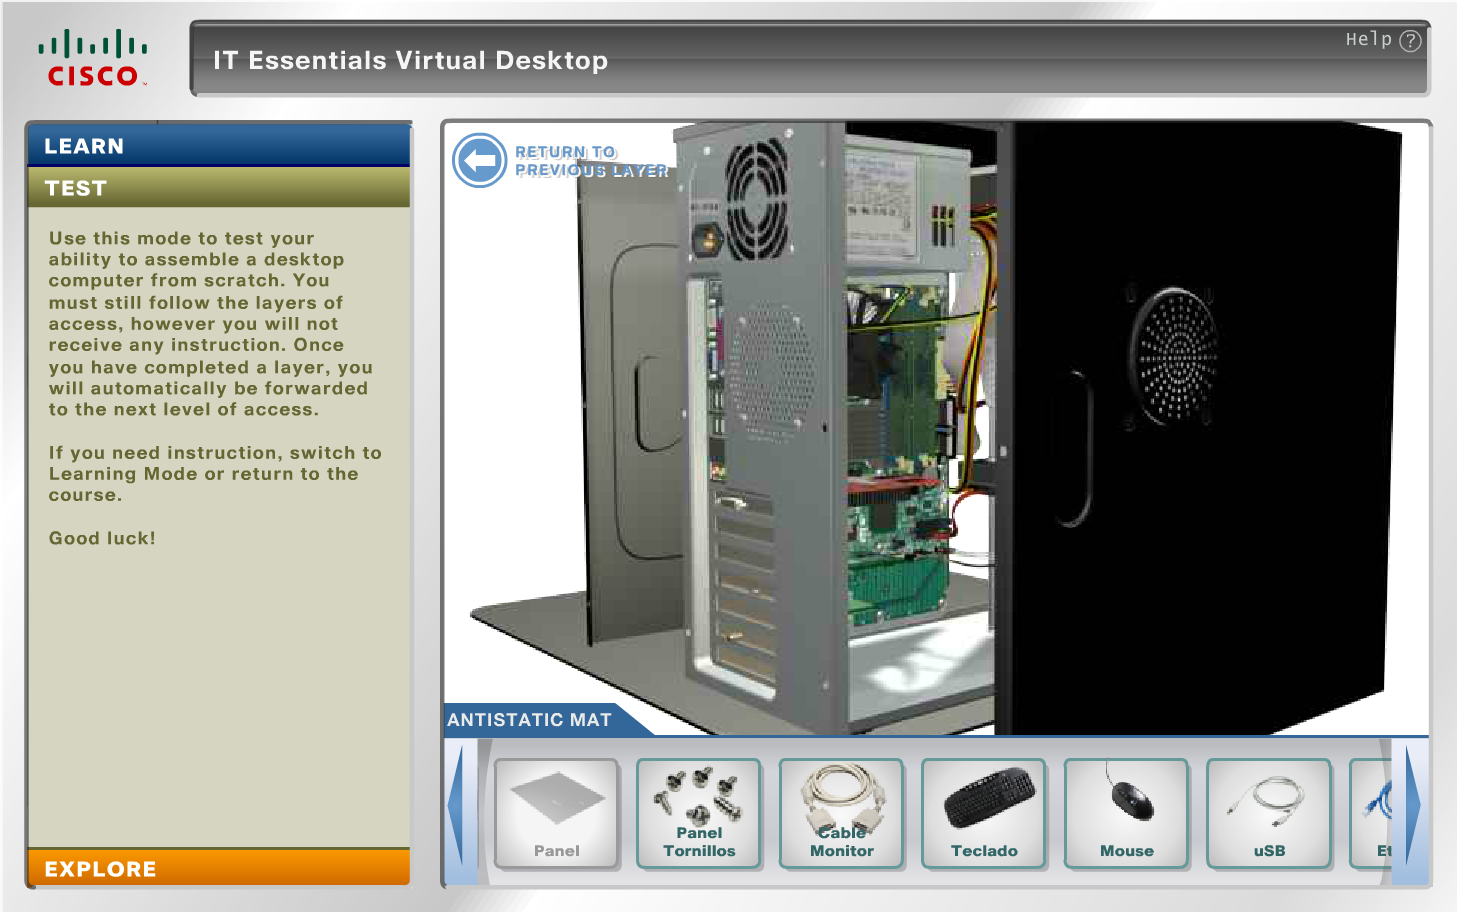 CISCO
IT Essentials Virtual Desktop
Help ?
LEARN
TEST
Use this mode to test your
ability to assemble a desktop
computer from scratch. You
must still follow the layers of
access, however you will not
receive any instruction. Once
you have completed a layer, you
will automatically be forwarded
to the next level of access.
If you need instruction, switch to
Learning Mode or return to the
course.
Good luck!
EXPLORE
RETURN TO
PREVIOUS LAYER
ANTISTATIC MAT
Panel
Panel
Tornillos
Cable
Monitor
Teclado
Mouse
uSB